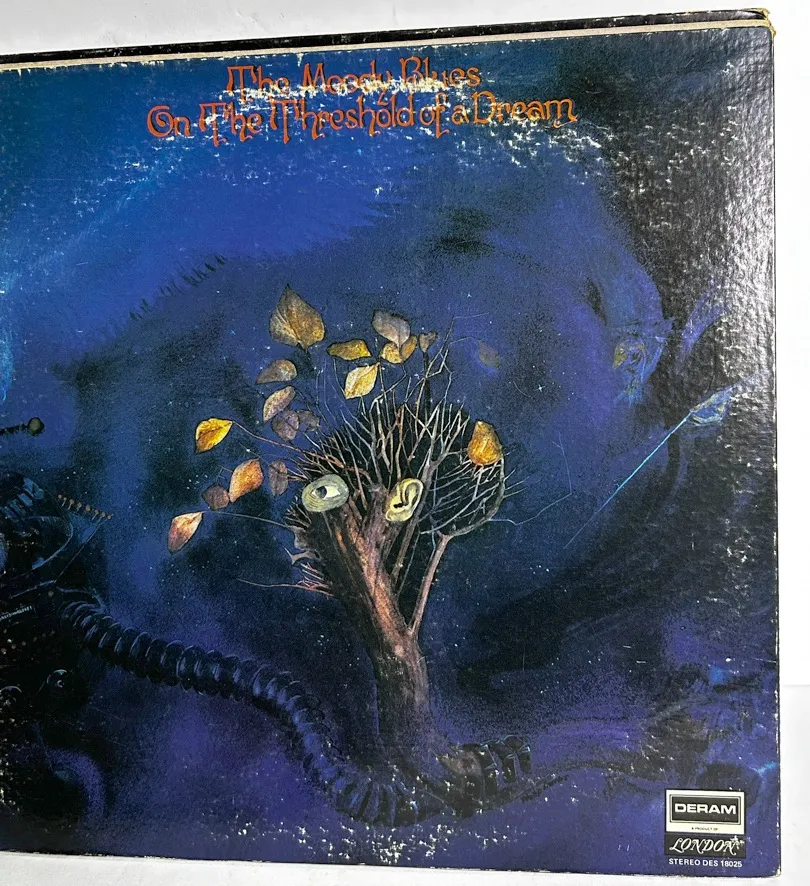 The Moody Blues
On The Threshold of a Dream
DERAM
A PRODUCT OF
LONDON
STEREO DES 18025